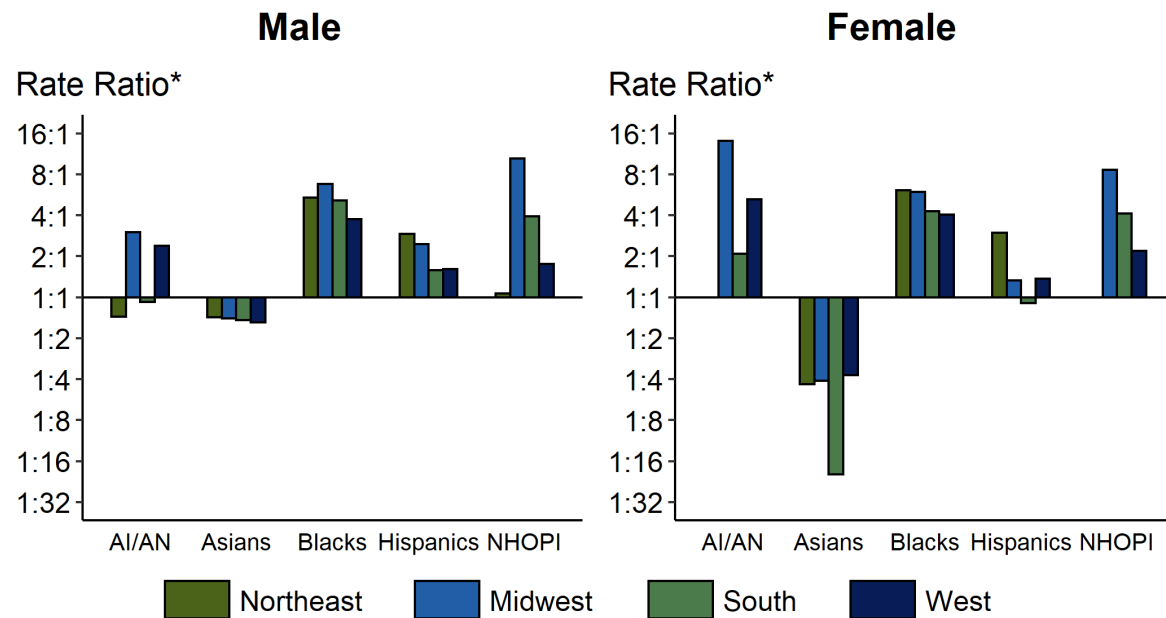 Male
Female
Rate Ratio*
Rate Ratio*
16:1
8:1
4:1
2:1
1:1
1:2
1:4
1:8
1:16
1:32
16:1
8:1
4:1
2:1
1:1
1:2
1:4
1:8
1:16
1:32
AI/AN Asians Blacks Hispanics NHOPI
AI/AN Asians Blacks Hispanics NHOPI
Northeast Midwest South West